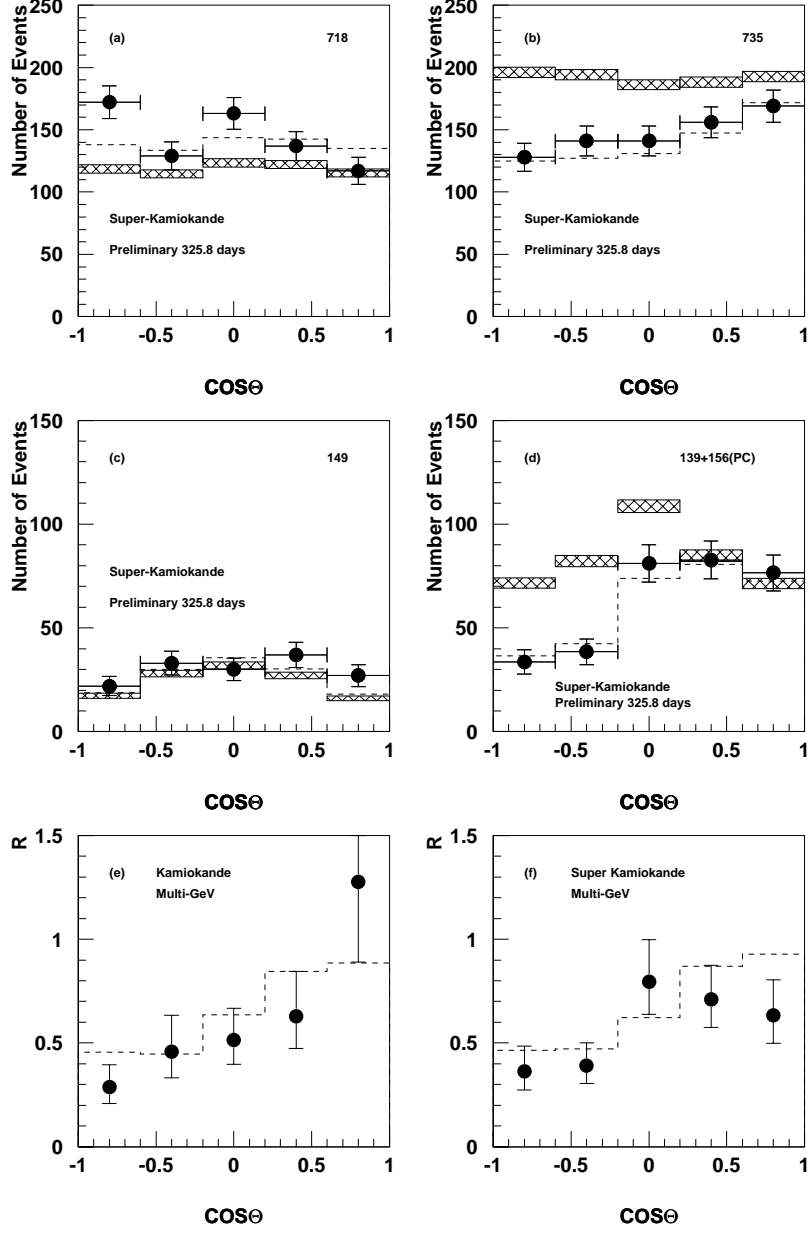 Number of Events
250
200
150
100
50
0
(a)
718
Super-Kamiokande
Preliminary 325.8 days
-1
-0.5
0
0.5
1
COSΘ
Number of Events
250
200
150
100
50
0
(b)
735
Super-Kamiokande
Preliminary 325.8 days
-1
-0.5
0
0.5
1
COSΘ
Number of Events
150
100
50
0
(c)
149
Super-Kamiokande
Preliminary 325.8 days
-1
-0.5
0
0.5
1
COSΘ
Number of Events
150
100
50
0
(d)
139+156(PC)
Super-Kamiokande
Preliminary 325.8 days
-1
-0.5
0
0.5
1
COSΘ
R
1.5
1
0.5
0
(e)
Kamiokande
Multi-GeV
-1
-0.5
0
0.5
1
COSΘ
R
1.5
1
0.5
0
(f)
Super Kamiokande
Multi-GeV
-1
-0.5
0
0.5
1
COSΘ